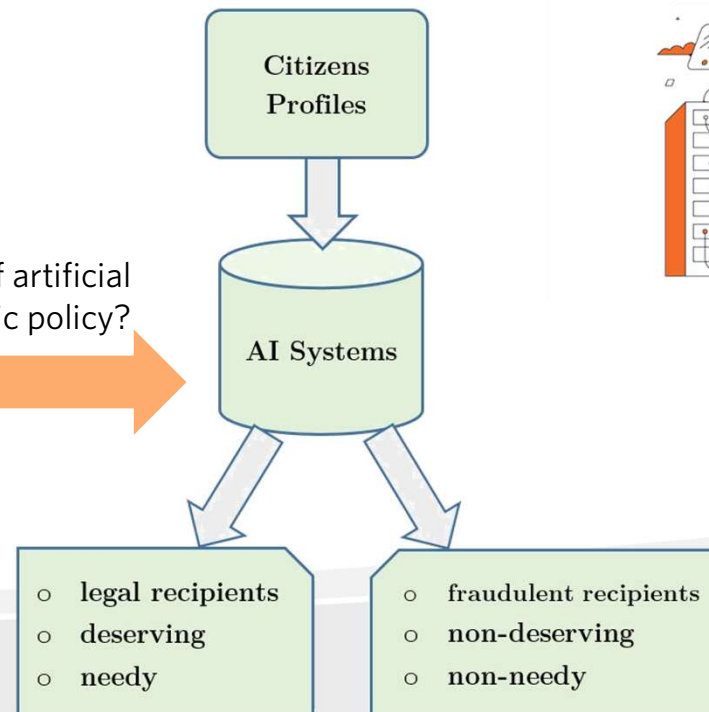 Citizens
Profiles
f artificial
ic policy?
AI Systems
o legal recipients
o deserving
o needy
o fraudulent recipients
o non-deserving
o non-needy